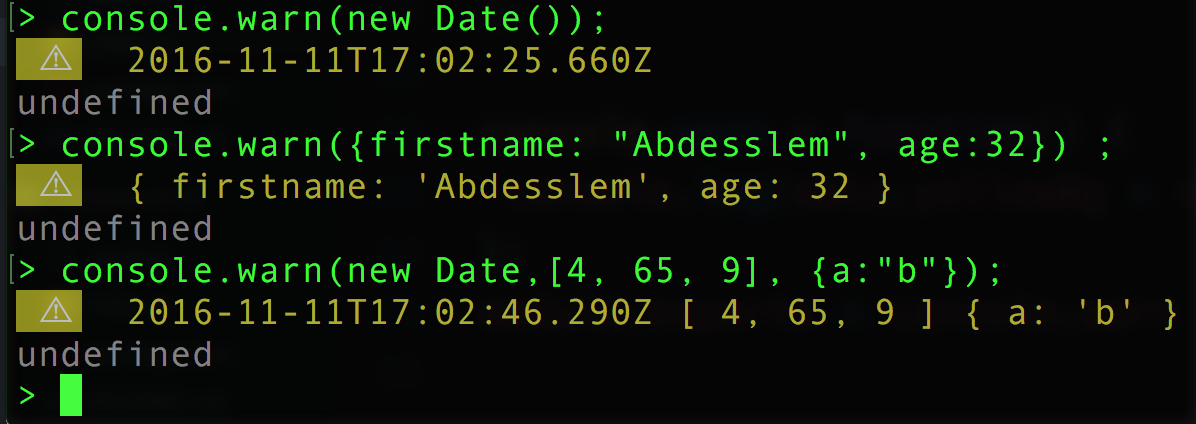 > console.warn(new Date());
⚠ 2016-11-11T17:02:25.660Z
undefined
> console.warn({firstname: "Abdesslem", age:32}) ;
⚠ { firstname: 'Abdesslem', age: 32 }
undefined
> console.warn(new Date,[4, 65, 9], {a:"b"});
⚠ 2016-11-11T17:02:46.290Z [ 4, 65, 9 ] { a: 'b' }
undefined
>